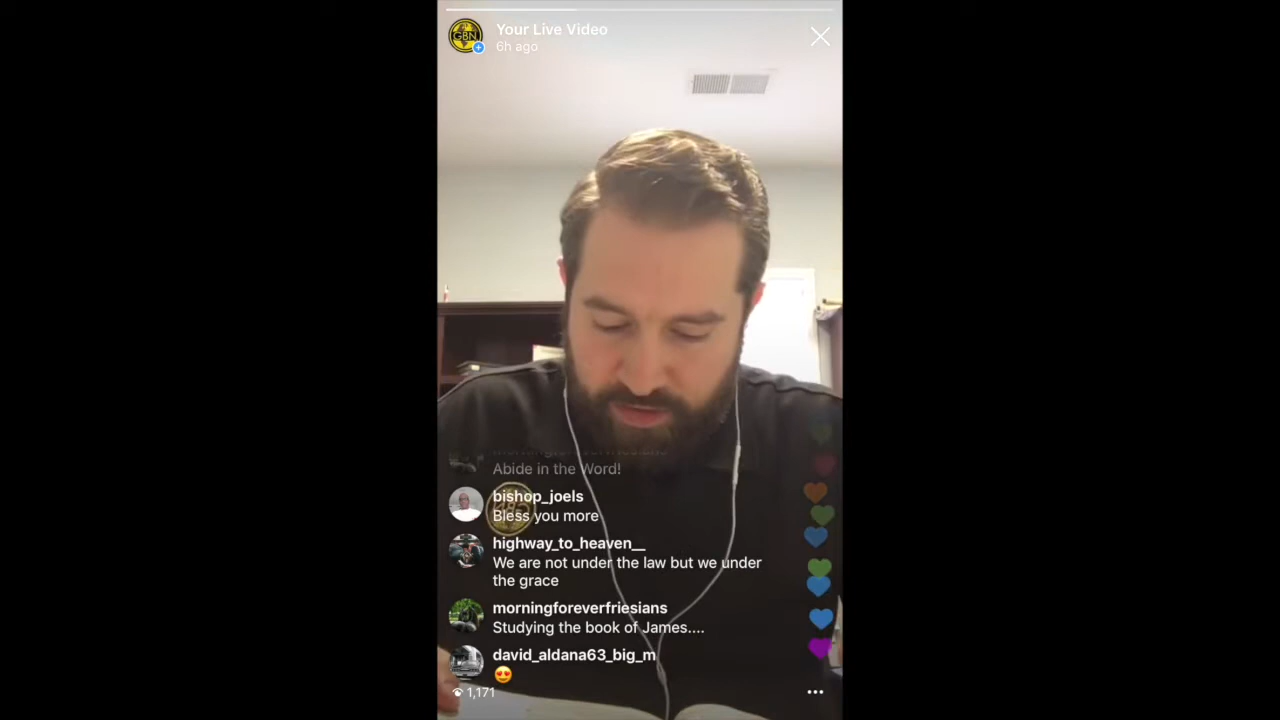 GBN
Your Live Video
6h ago
Abide in the Word!
bishop_joels
Bless you more
highway_to_heaven__
We are not under the law but we under
the grace
morningforeverfriesians
Studying the book of James....
david_aldana63_big_m
😍
1,171